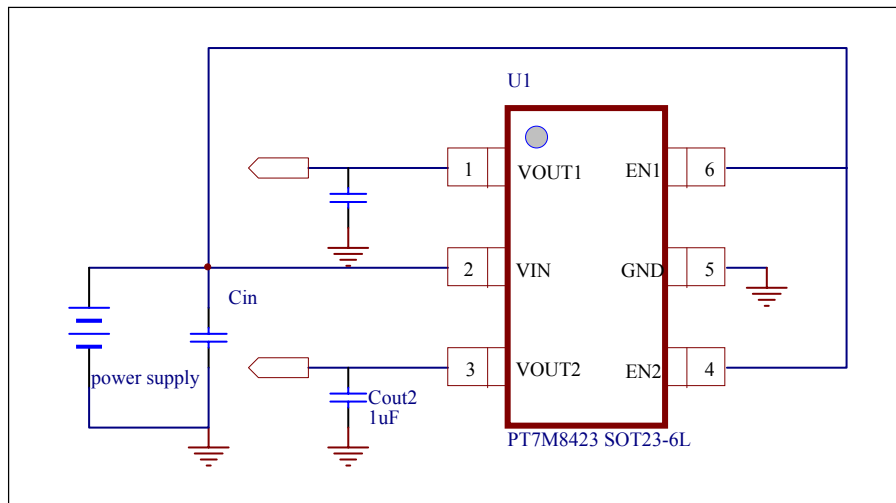 U1
1
VOUT1
EN1
6
2
VIN
GND
5
Cin
power supply
3
VOUT2
EN2
4
Cout2
1uF
PT7M8423 SOT23-6L